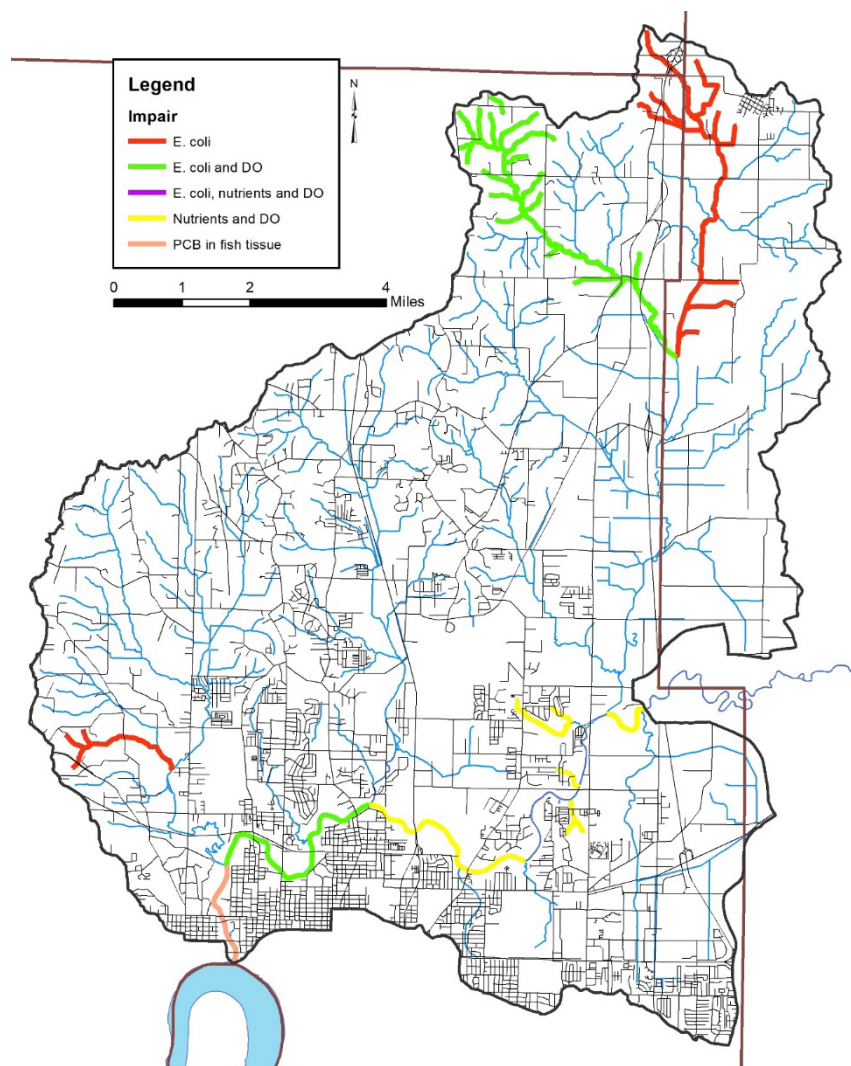 Legend
Impair
E. coli
E. coli and DO
E. coli, nutrients and DO
Nutrients and DO
PCB in fish tissue
N
0 1 2 4 Miles